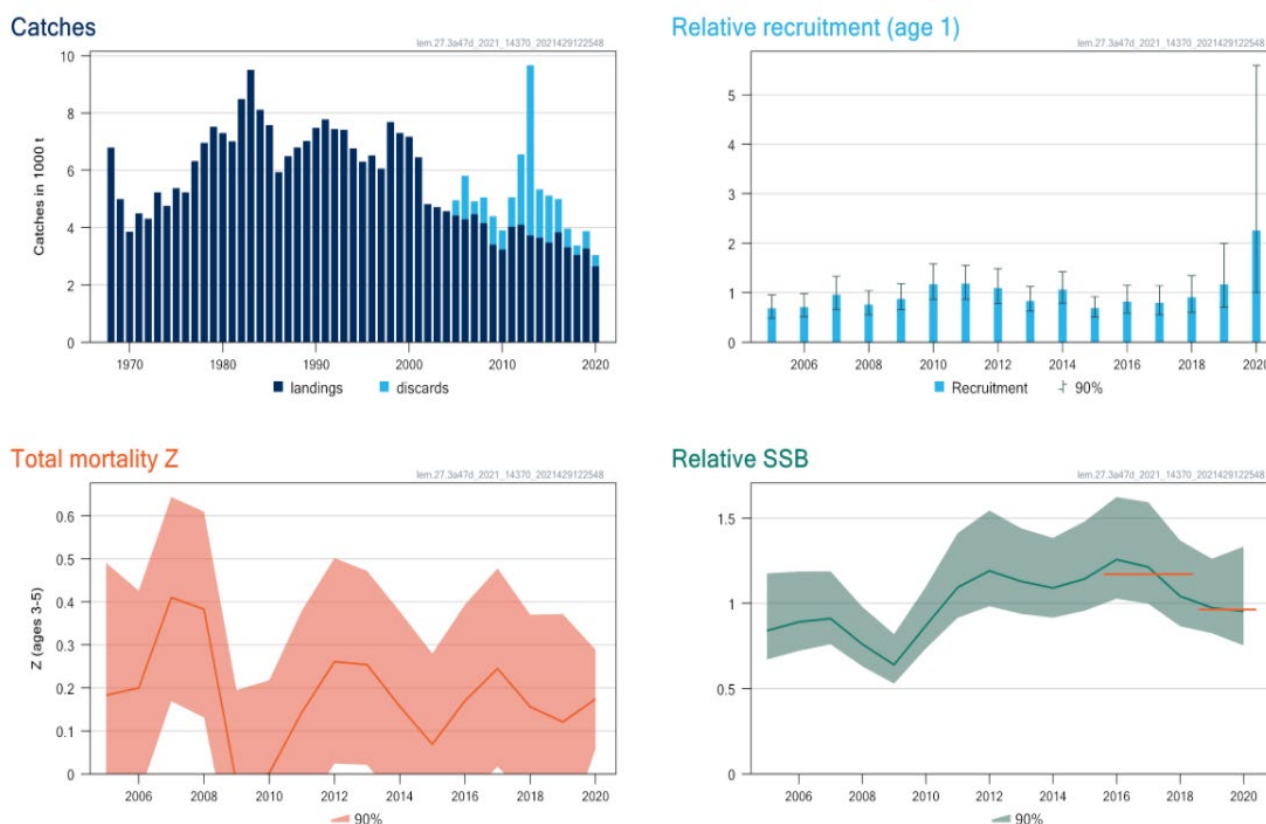 Catches
lem.27.3a47d_2021_14370_2021429122548
Catches in 1000 t
10
8
6
4
2
0
1970 1980 1990 2000 2010 2020
landings discards
Relative recruitment (age 1)
lem.27.3a47d_2021_14370_2021429122548
5
4
3
2
1
0
2006 2008 2010 2012 2014 2016 2018 2020
Recruitment 90%
Total mortality Z
lem.27.3a47d_2021_14370_2021429122548
Z (ages 3-5)
0.6
0.5
0.4
0.3
0.2
0.1
0
2006 2008 2010 2012 2014 2016 2018 2020
90%
Relative SSB
lem.27.3a47d_2021_14370_2021429122548
1.5
1
0.5
0
2006 2008 2010 2012 2014 2016 2018 2020
90%